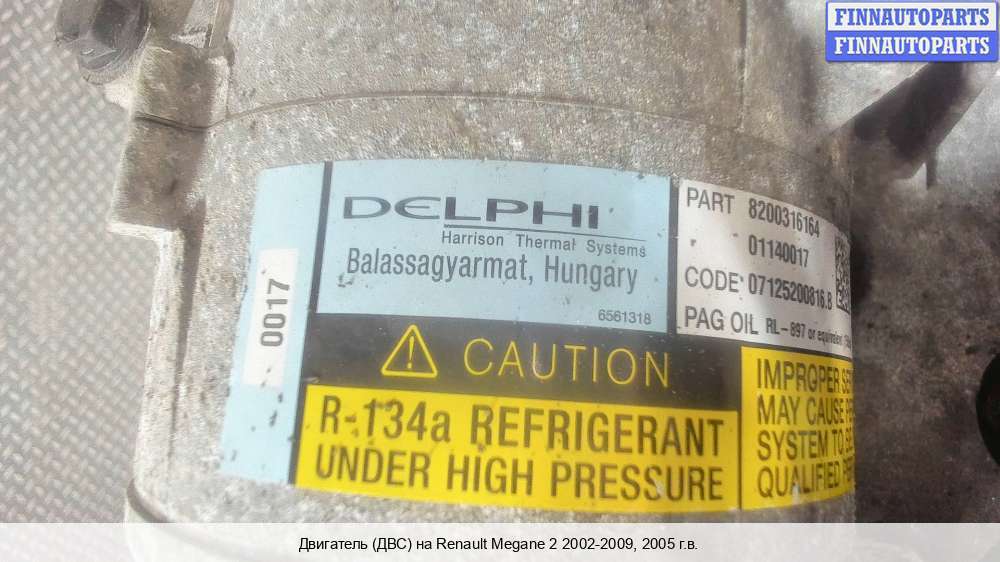 FINNAUTOPARTS
FINNAUTOPARTS
0017
DELPHI
Harrison Thermal Systems
Balassagyarmat, Hungary
6561318
PART 8200316164
01140017
CODE 07125200816.B
PAG OIL RL-897 or equivalent
CAUTION
R-134a REFRIGERANT
UNDER HIGH PRESSURE
IMPROPER
MAY CAUSE
SYSTEM TO
QUALIFIED
Двигатель (ДВС) на Renault Megane 2 2002-2009, 2005 г.в.